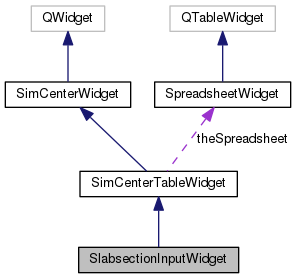 QWidget
QTableWidget
SimCenterWidget
SpreadsheetWidget
theSpreadsheet
SimCenterTableWidget
SlabsectionInputWidget